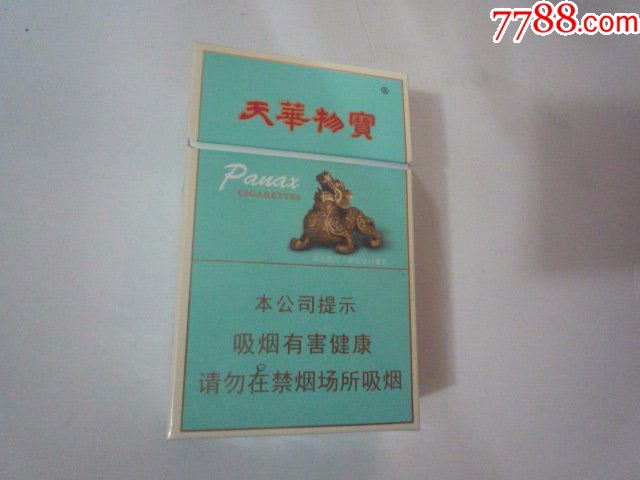 7788.com
®
天華物寶
Panax
CIGARETTES
本公司提示
吸烟有害健康
请勿在禁烟场所吸烟